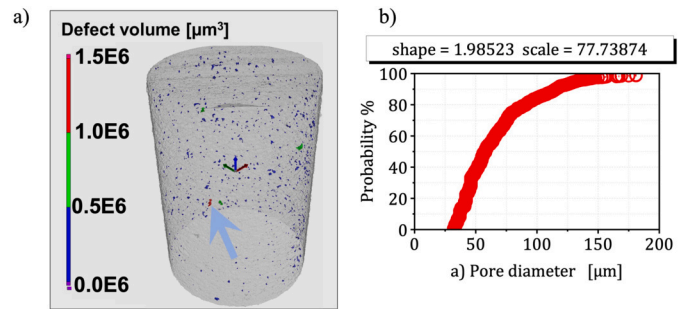 a)
Defect volume [µm³]
1.5E6
1.0E6
0.5E6
0.0E6
b)
shape = 1.98523 scale = 77.73874
Probability %
100
80
60
40
20
0
0 50 100 150 200
a) Pore diameter [µm]